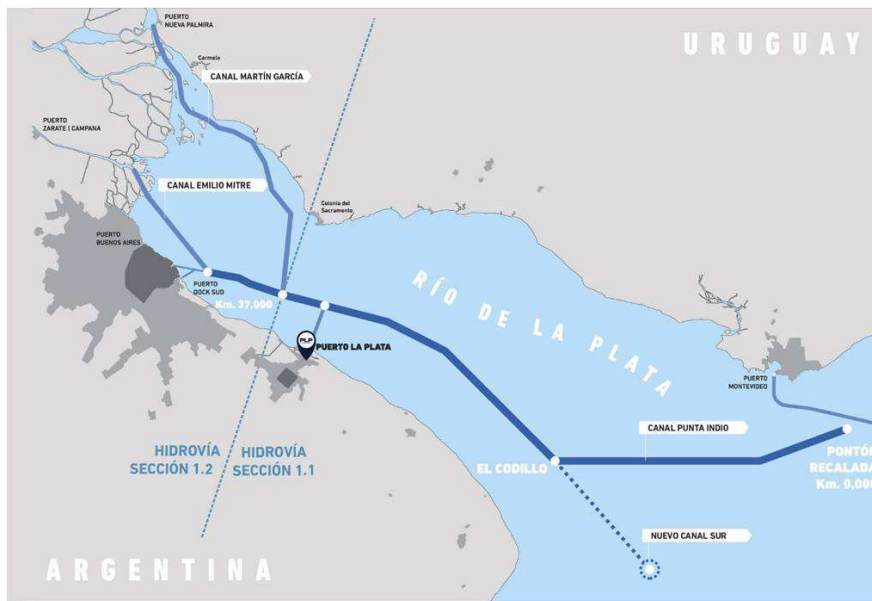 PUERTO
NUEVA PALMIRA
URUGUAY
Carmelo
CANAL MARTÍN GARCÍA
PUERTO
ZARATE | CAMPANA
CANAL EMILIO MITRE
Colonia del
Sacramento
PUERTO
BUENOS AIRES
RÍO DE LA PLATA
PUERTO
DOCK SUD
Km. 37,000
PLP
PUERTO LA PLATA
PUERTO
MONTEVIDEO
CANAL PUNTA INDIO
HIDROVÍA
SECCIÓN 1.2
HIDROVÍA
SECCIÓN 1.1
EL CODILLO
PONTÓN
RECALADA
Km. 0,000
NUEVO CANAL SUR
ARGENTINA